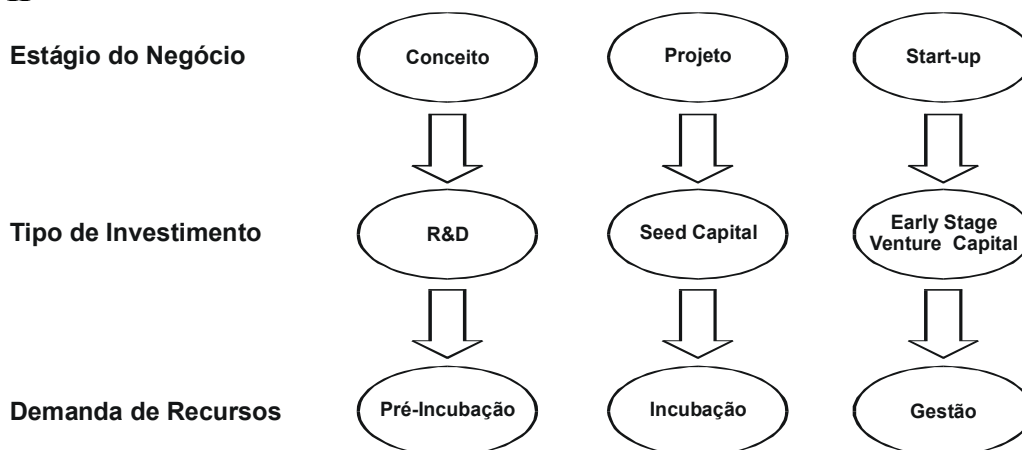 Estágio do Negócio
Conceito
Projeto
Start-up
Tipo de Investimento
R&D
Seed Capital
Early Stage
Venture Capital
Demanda de Recursos
Pré-Incubação
Incubação
Gestão